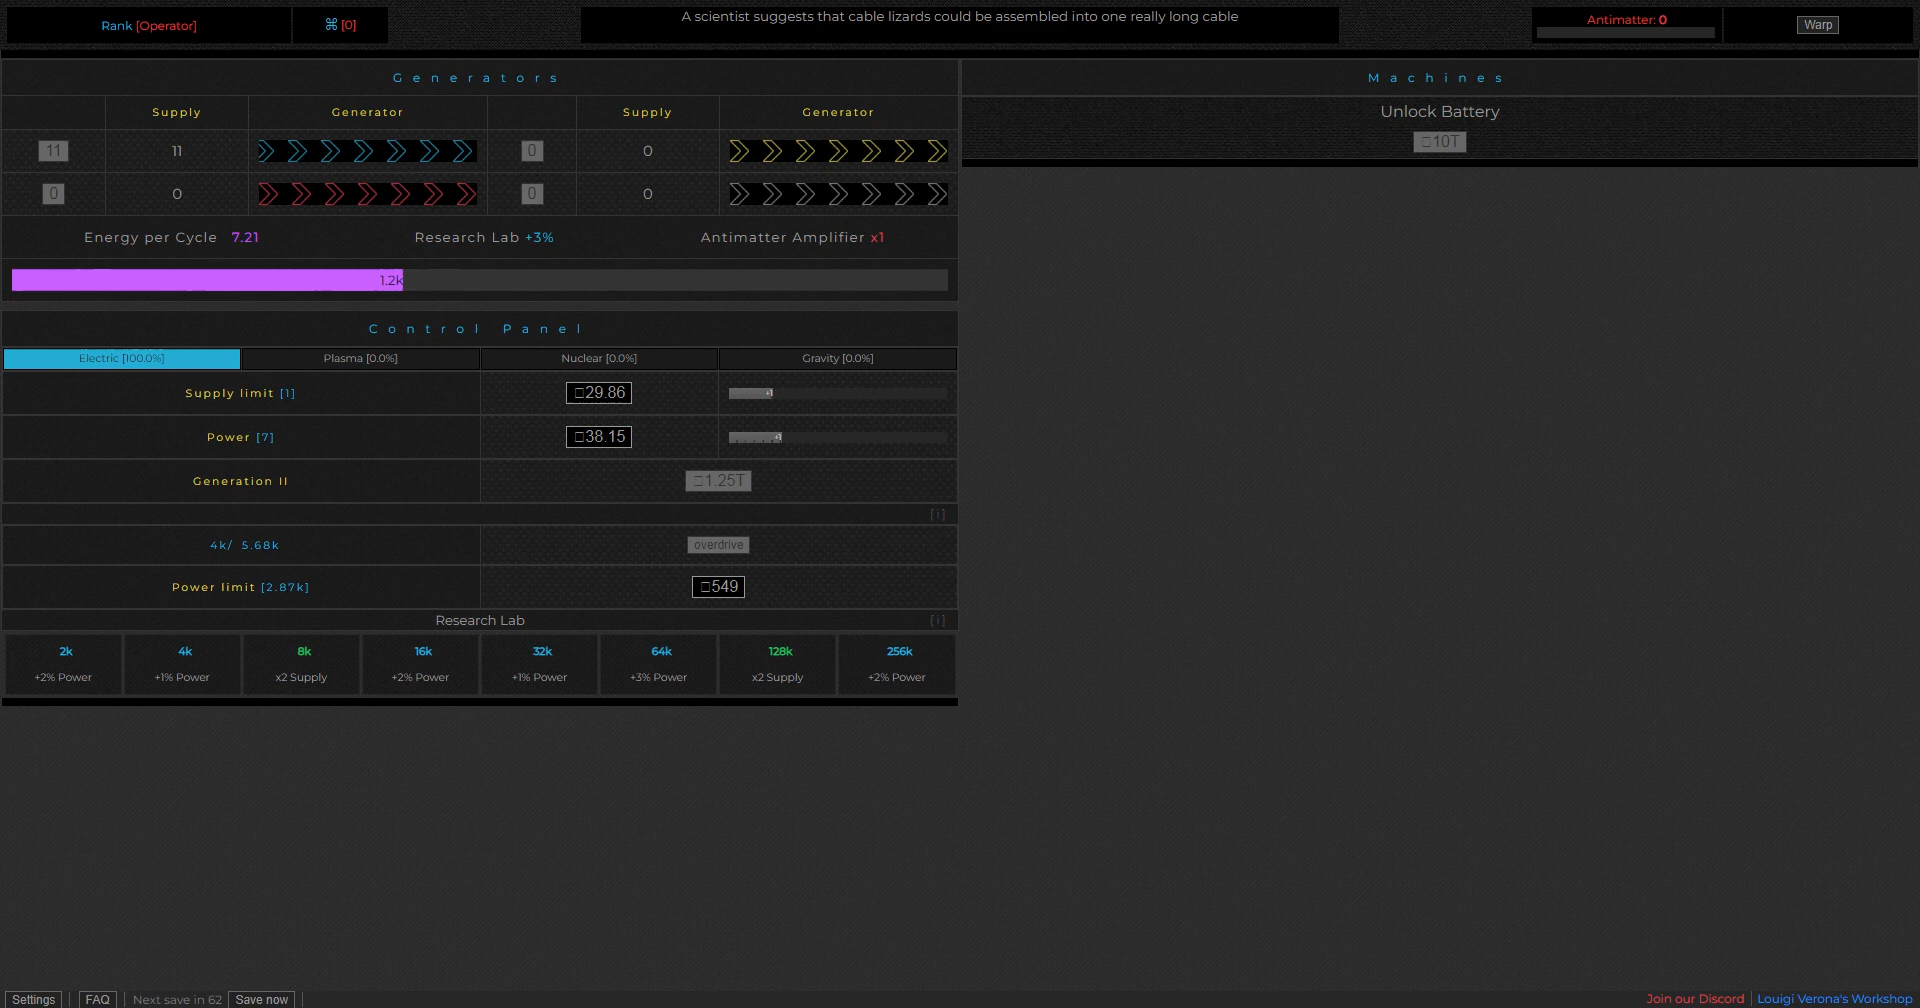 Rank [Operator]
⌘ [0]
A scientist suggests that cable lizards could be assembled into one really long cable
Antimatter: 0
Warp
Generators
Supply Generator Supply Generator
11 11 0 0
0 0 0 0
Energy per Cycle 7.21
Research Lab +3%
Antimatter Amplifier x1
1.2k
Control Panel
Electric [100.0%] Plasma [0.0%] Nuclear [0.0%] Gravity [0.0%]
Supply limit [1] 29.86 +1
Power [7] 38.15 +1
Generation II 1.25T
[i]
4k/ 5.68k overdrive
Power limit [2.87k] 549
Research Lab [i]
2k 4k 8k 16k 32k 64k 128k 256k
+2% Power +1% Power x2 Supply +2% Power +1% Power +3% Power x2 Supply +2% Power
Machines
Unlock Battery
10T
Settings | FAQ | Next save in 62 Save now |
Join our Discord | Louigi Verona's Workshop